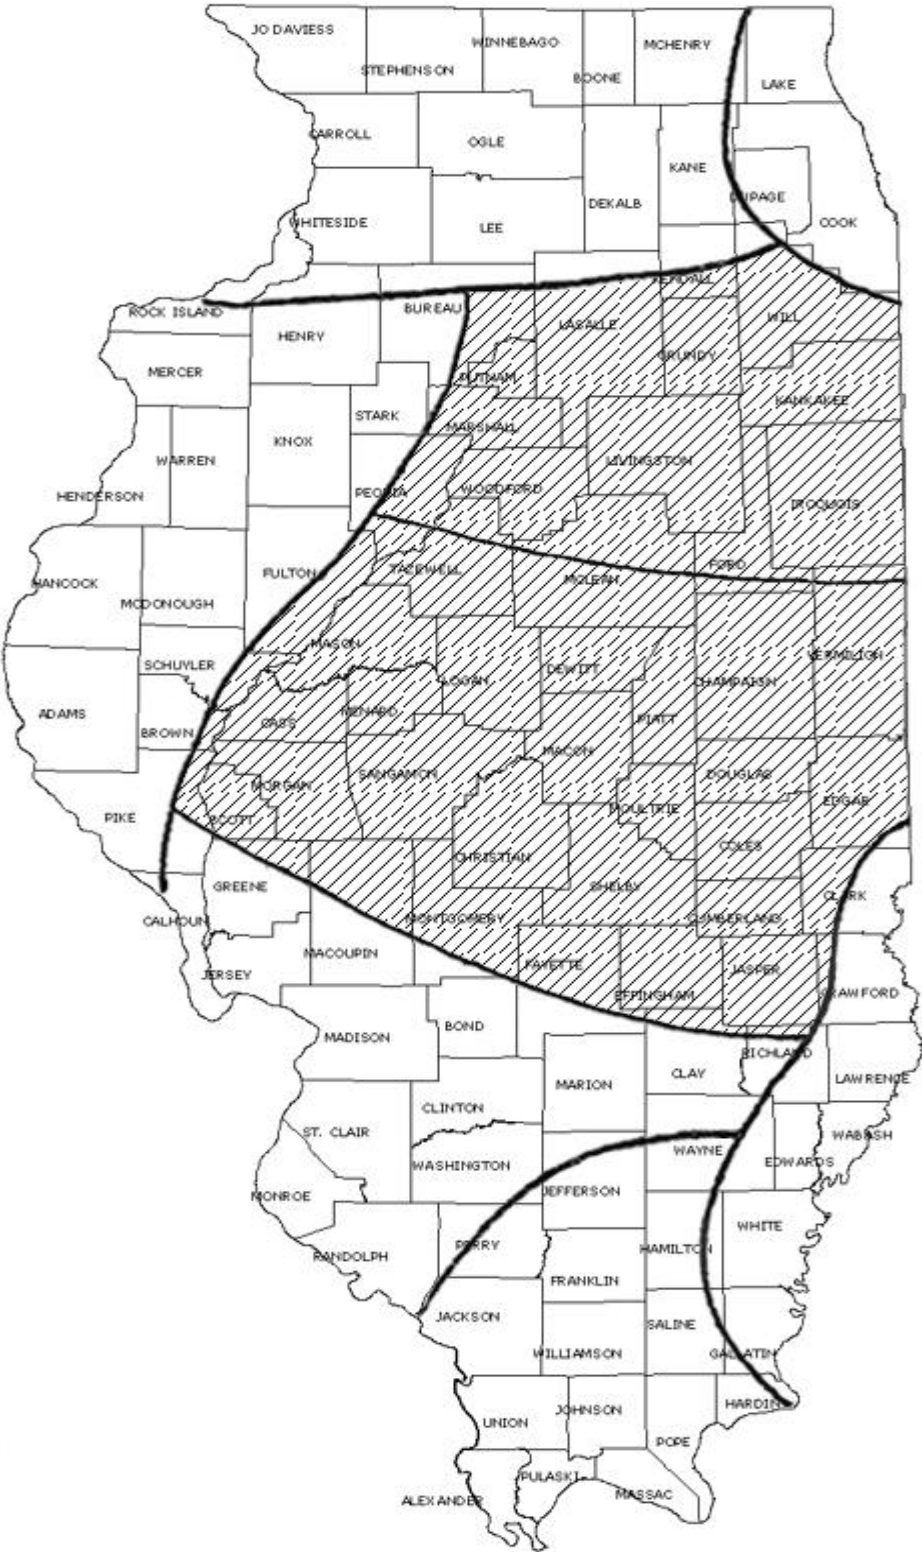 JO DAVIESS
STEPHENSON
WINNEBAGO
BOONE
MCHENRY
LAKE
CARROLL
OGLE
KANE
DUPAGE
COOK
DEKALB
WHITESIDE
LEE
KENDALL
ROCK ISLAND
BUREAU
HENRY
LASALLE
WILL
GRUNDY
MERCER
PUTNAM
KANKAKEE
STARK
MARSHALL
KNOX
WARREN
LIVINGSTON
HENDERSON
PEORIA
WOODFORD
IROQUOIS
HANCOCK
FULTON
TAZEWELL
MCLEAN
FORD
MCDONOUGH
MASON
SCHUYLER
LOGAN
DEWITT
VERMILION
CHAMPAIGN
ADAMS
BROWN
CASS
MENARD
PIATT
MACON
MORGAN
SANGAMON
DOUGLAS
EDGAR
PIKE
SCOTT
MOULTRIE
COLES
CHRISTIAN
SHELBY
GREENE
CLARK
CALHOUN
MONTGOMERY
CUMBERLAND
MACOUPIN
JERSEY
FAYETTE
JASPER
EFFINGHAM
CRAWFORD
MADISON
BOND
RICHLAND
CLAY
LAWRENCE
MARION
CLINTON
ST. CLAIR
WABASH
WAYNE
EDWARDS
WASHINGTON
JEFFERSON
MONROE
WHITE
PERRY
RANDOLPH
HAMILTON
FRANKLIN
JACKSON
SALINE
WILLIAMSON
GALLATIN
HARDIN
UNION
JOHNSON
POPE
PULASKI
MASSAC
ALEXANDER